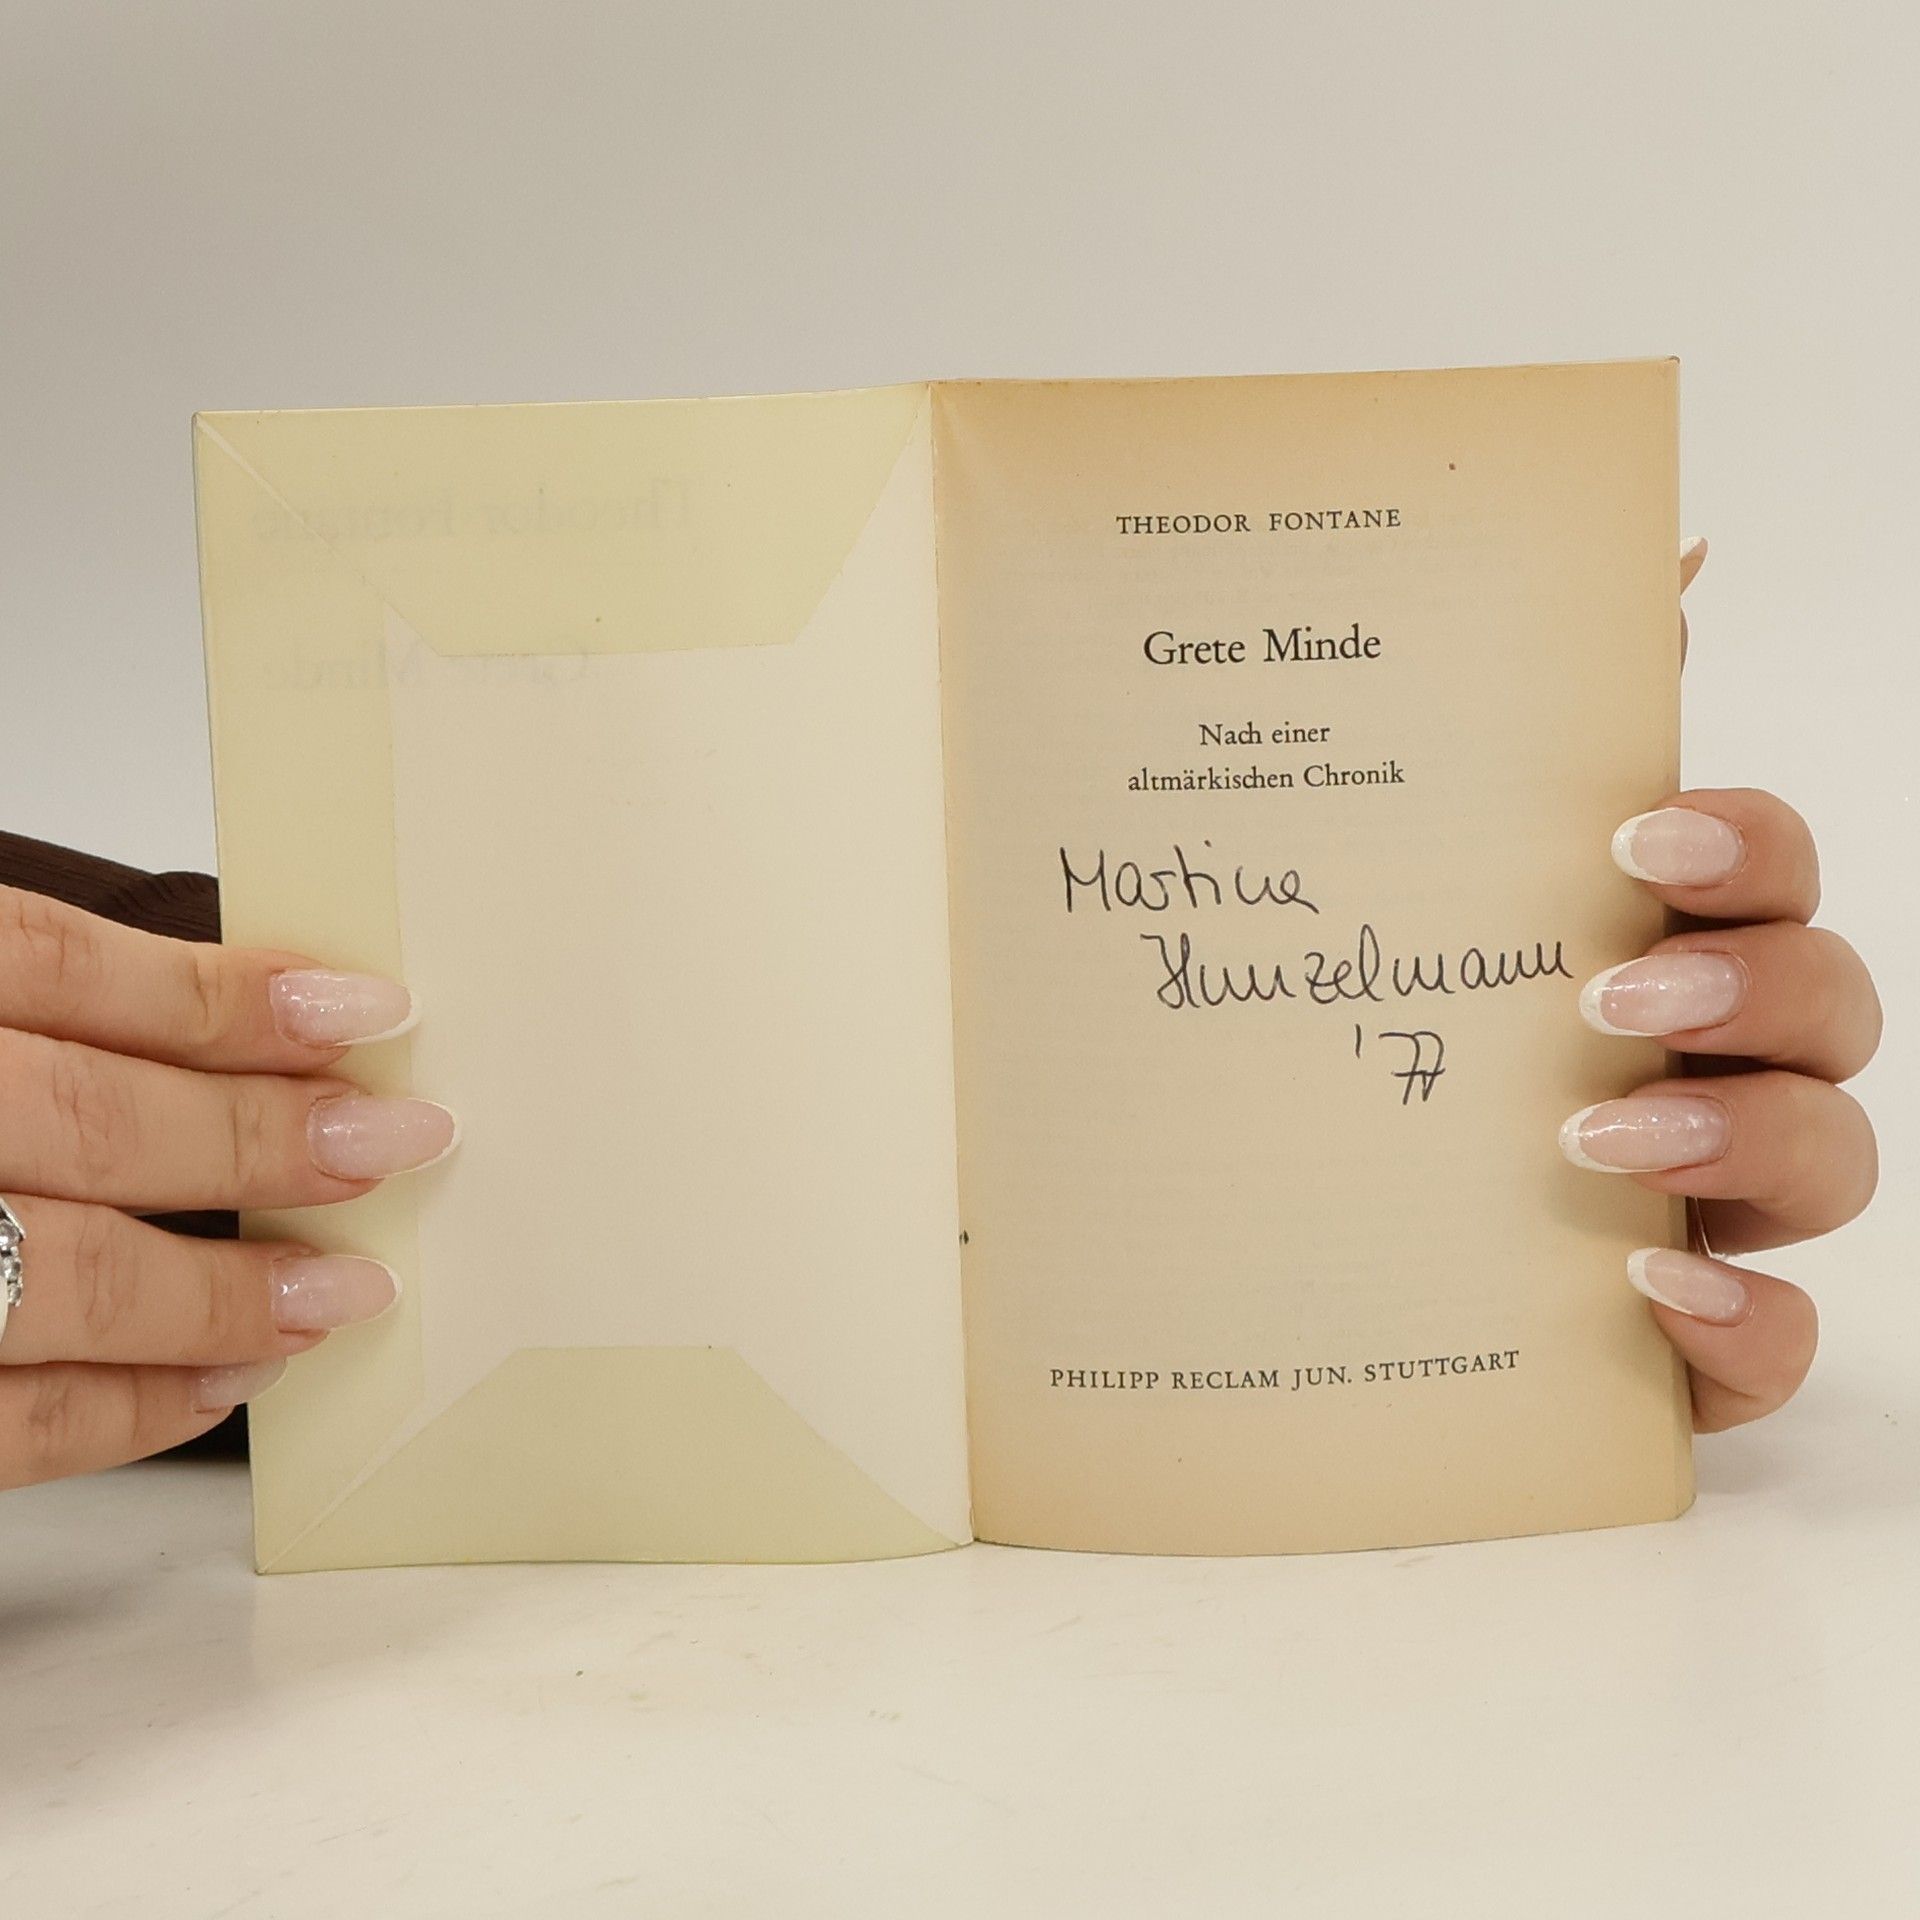 THEODOR FONTANE
Grete Minde
Nach einer
altmärkischen Chronik
Martina
Hunzelmann
'77
PHILIPP RECLAM JUN. STUTTGART